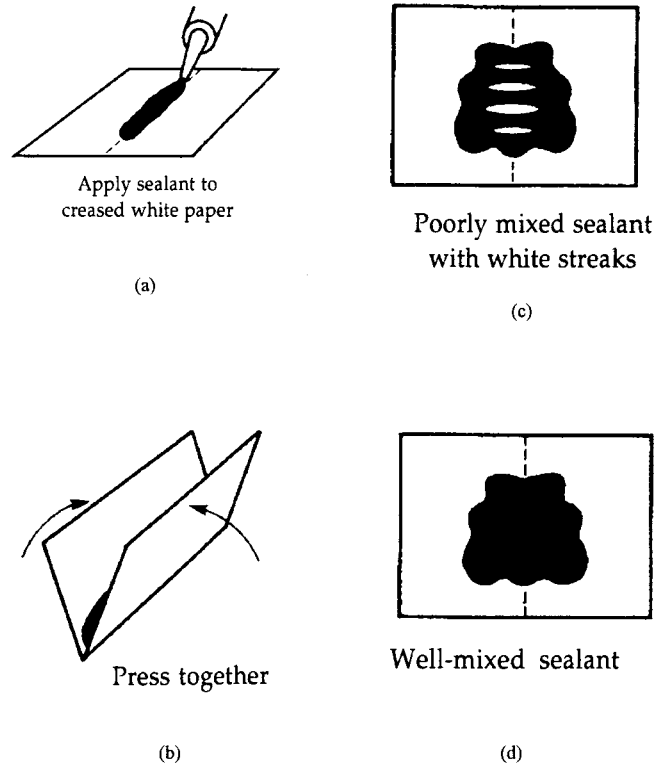 Apply sealant to
creased white paper
(a)
Poorly mixed sealant
with white streaks
(c)
Press together
(b)
Well-mixed sealant
(d)